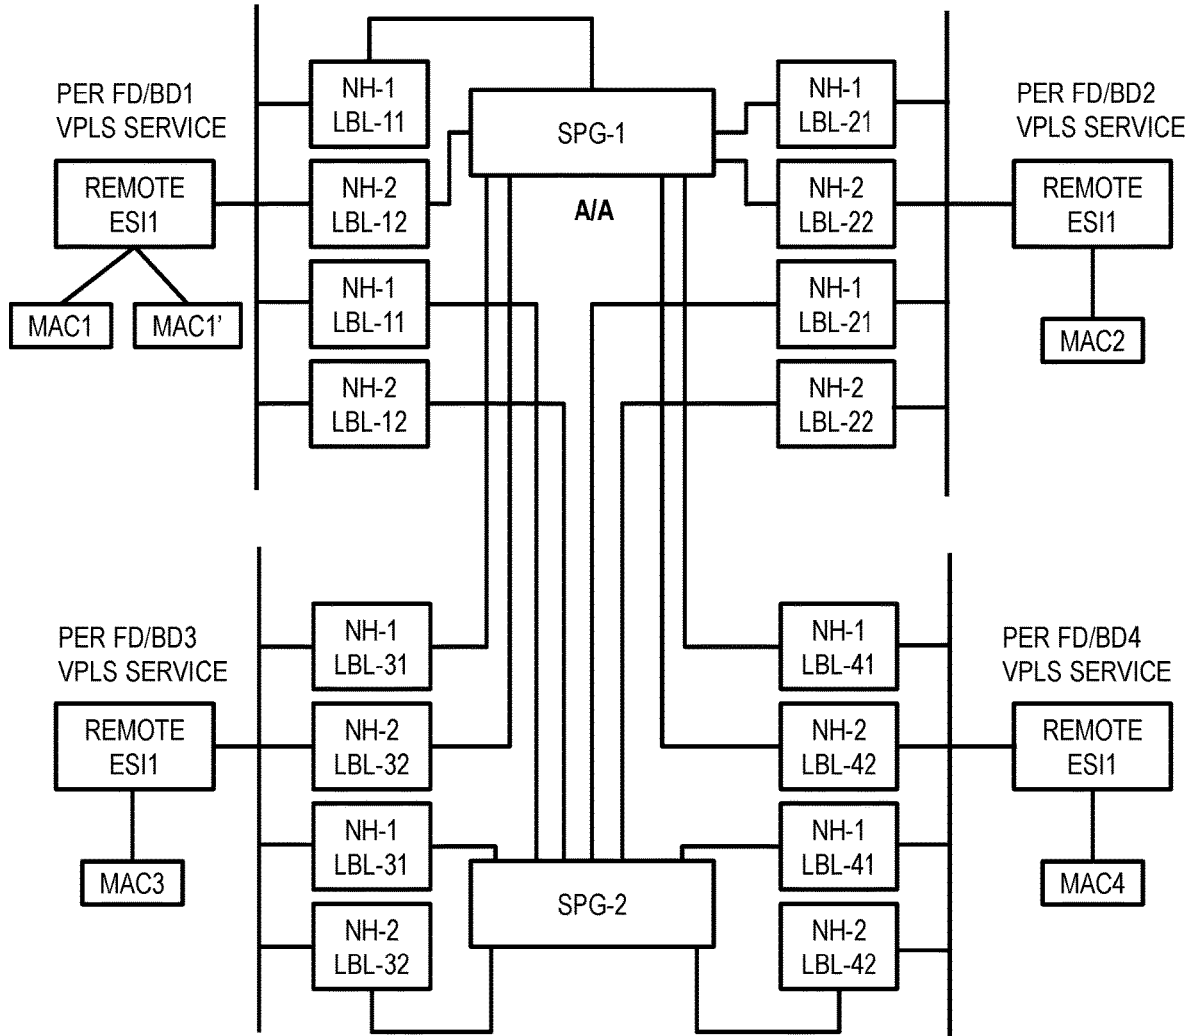 PER FD/BD1
VPLS SERVICE
REMOTE
ESI1
MAC1
MAC1’
NH-1
LBL-11
NH-2
LBL-12
NH-1
LBL-11
NH-2
LBL-12
SPG-1
A/A
NH-1
LBL-21
NH-2
LBL-22
NH-1
LBL-21
NH-2
LBL-22
PER FD/BD2
VPLS SERVICE
REMOTE
ESI1
MAC2
PER FD/BD3
VPLS SERVICE
REMOTE
ESI1
MAC3
NH-1
LBL-31
NH-2
LBL-32
NH-1
LBL-31
NH-2
LBL-32
SPG-2
NH-1
LBL-41
NH-2
LBL-42
NH-1
LBL-41
NH-2
LBL-42
PER FD/BD4
VPLS SERVICE
REMOTE
ESI1
MAC4